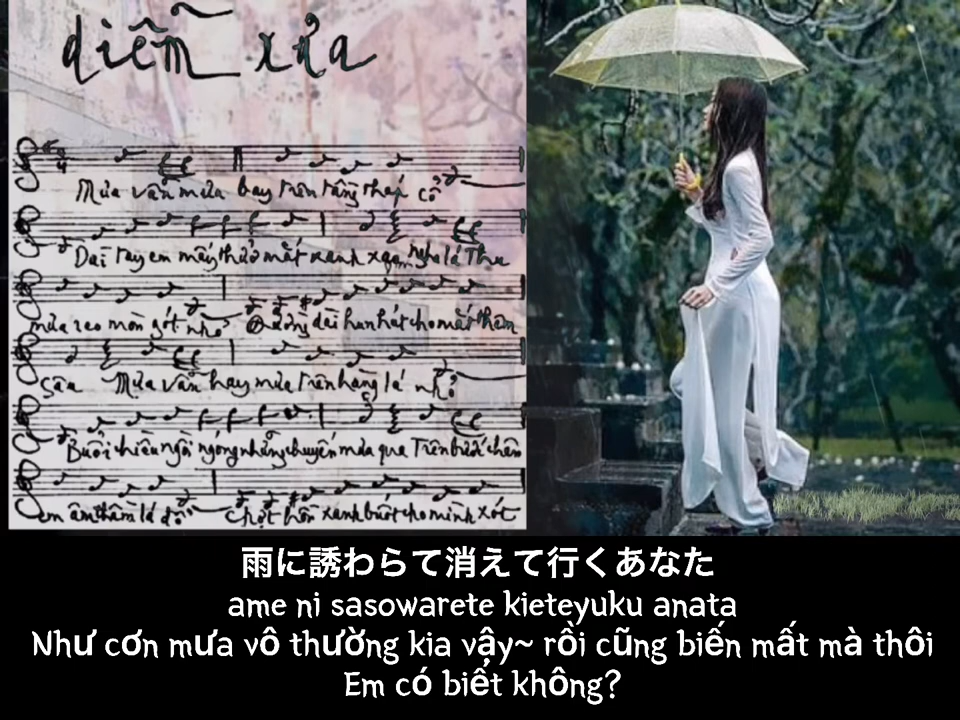 diễm xưa
Mưa vẫn mưa bay trên tầng tháp cổ
Dài tay em mấy thuở mắt xanh xao nghe lá Thu
mưa reo mòn gót nhỏ Đường dài hun hút cho mắt thêm
sâu Mưa vẫn hay mưa trên hàng lá nhỏ
Buổi chiều ngồi ngóng những chuyến mưa qua Trên bước chân
em âm thầm lá đổ Chợt hồn xanh buốt cho mình xót
雨に誘わらて消えて行くあなた
ame ni sasowarete kieteyuku anata
Như cơn mưa vô thường kia vậy~ rồi cũng biến mất mà thôi
Em có biết không?